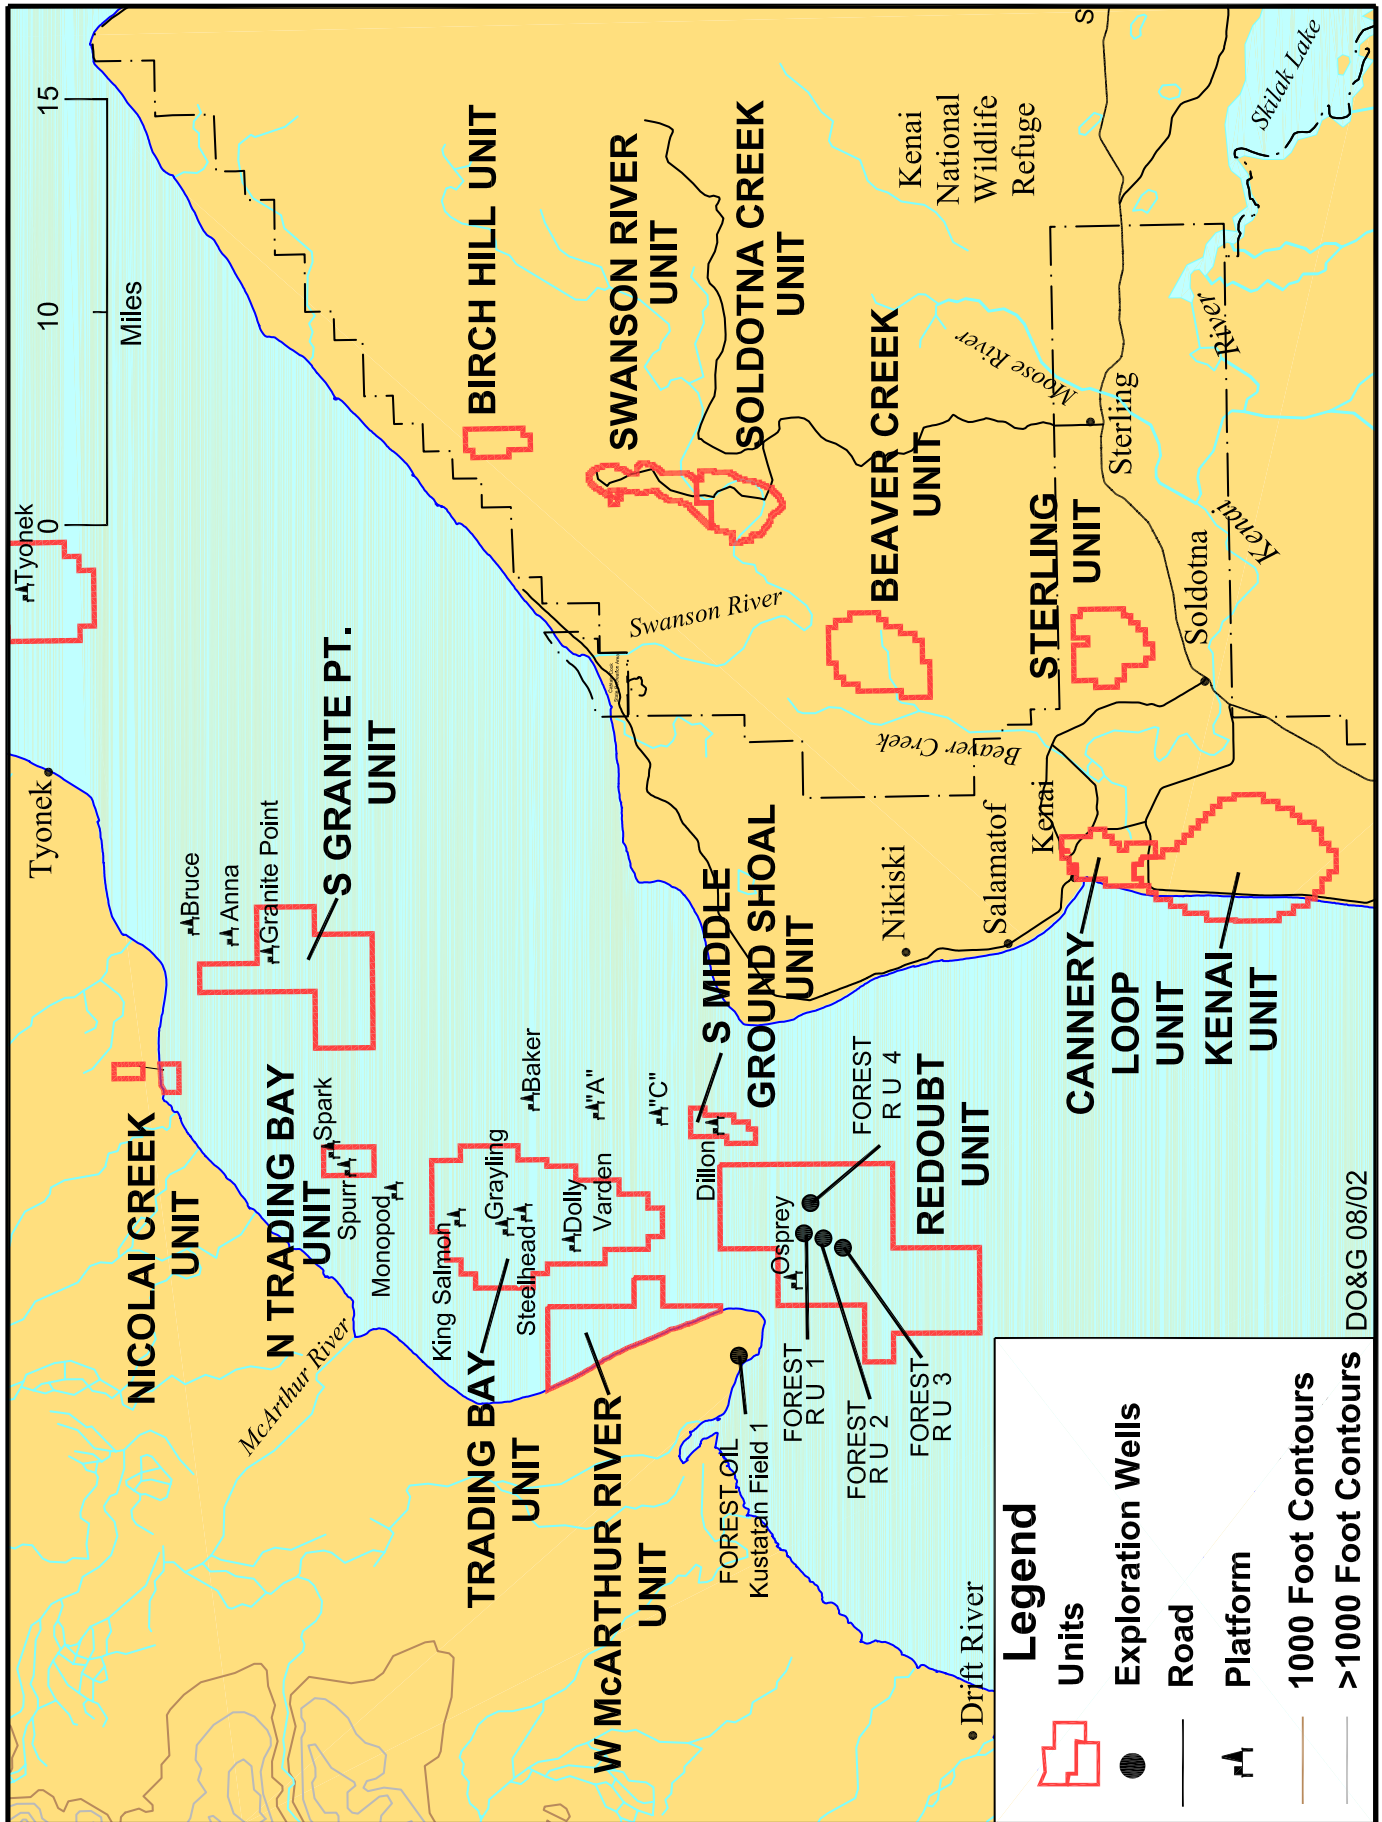 Tyonek
0
10
15
Miles
Tyonek
Bruce
Anna
Granite Point
S GRANITE PT.
UNIT
NICOLAI CREEK
UNIT
N TRADING BAY
UNIT
Spark
Spurr
Monopod
McArthur River
King Salmon
Grayling
Steelhead
Dolly
Varden
TRADING BAY
UNIT
W McARTHUR RIVER
UNIT
Baker
"A"
"C"
Dillon
S MIDDLE
GROUND SHOAL
UNIT
REDOUBT
UNIT
Osprey
FOREST
R U 4
FOREST
R U 1
FOREST
R U 2
FOREST
R U 3
FOREST OIL
Kustatan Field 1
Drift River
BIRCH HILL UNIT
SWANSON RIVER
UNIT
SOLDOTNA CREEK
UNIT
BEAVER CREEK
UNIT
STERLING
UNIT
CANNERY
LOOP
UNIT
KENAI
UNIT
Swanson River
Beaver Creek
Moose River
Kenai
River
Skilak Lake
Kenai
National
Wildlife
Refuge
Nikiski
Salamatof
Kenai
Soldotna
Sterling
S
DO&G 08/02
Legend
Units
Exploration Wells
Road
Platform
1000 Foot Contours
>1000 Foot Contours